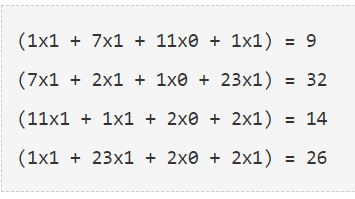 (1x1 + 7x1 + 11x0 + 1x1) = 9
(7x1 + 2x1 + 1x0 + 23x1) = 32
(11x1 + 1x1 + 2x0 + 2x1) = 14
(1x1 + 23x1 + 2x0 + 2x1) = 26